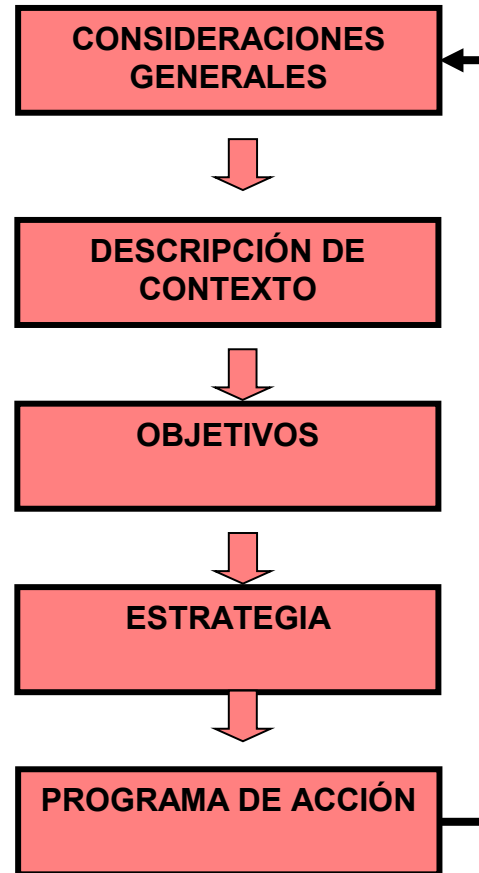 CONSIDERACIONES
GENERALES
DESCRIPCIÓN DE
CONTEXTO
OBJETIVOS
ESTRATEGIA
PROGRAMA DE ACCIÓN